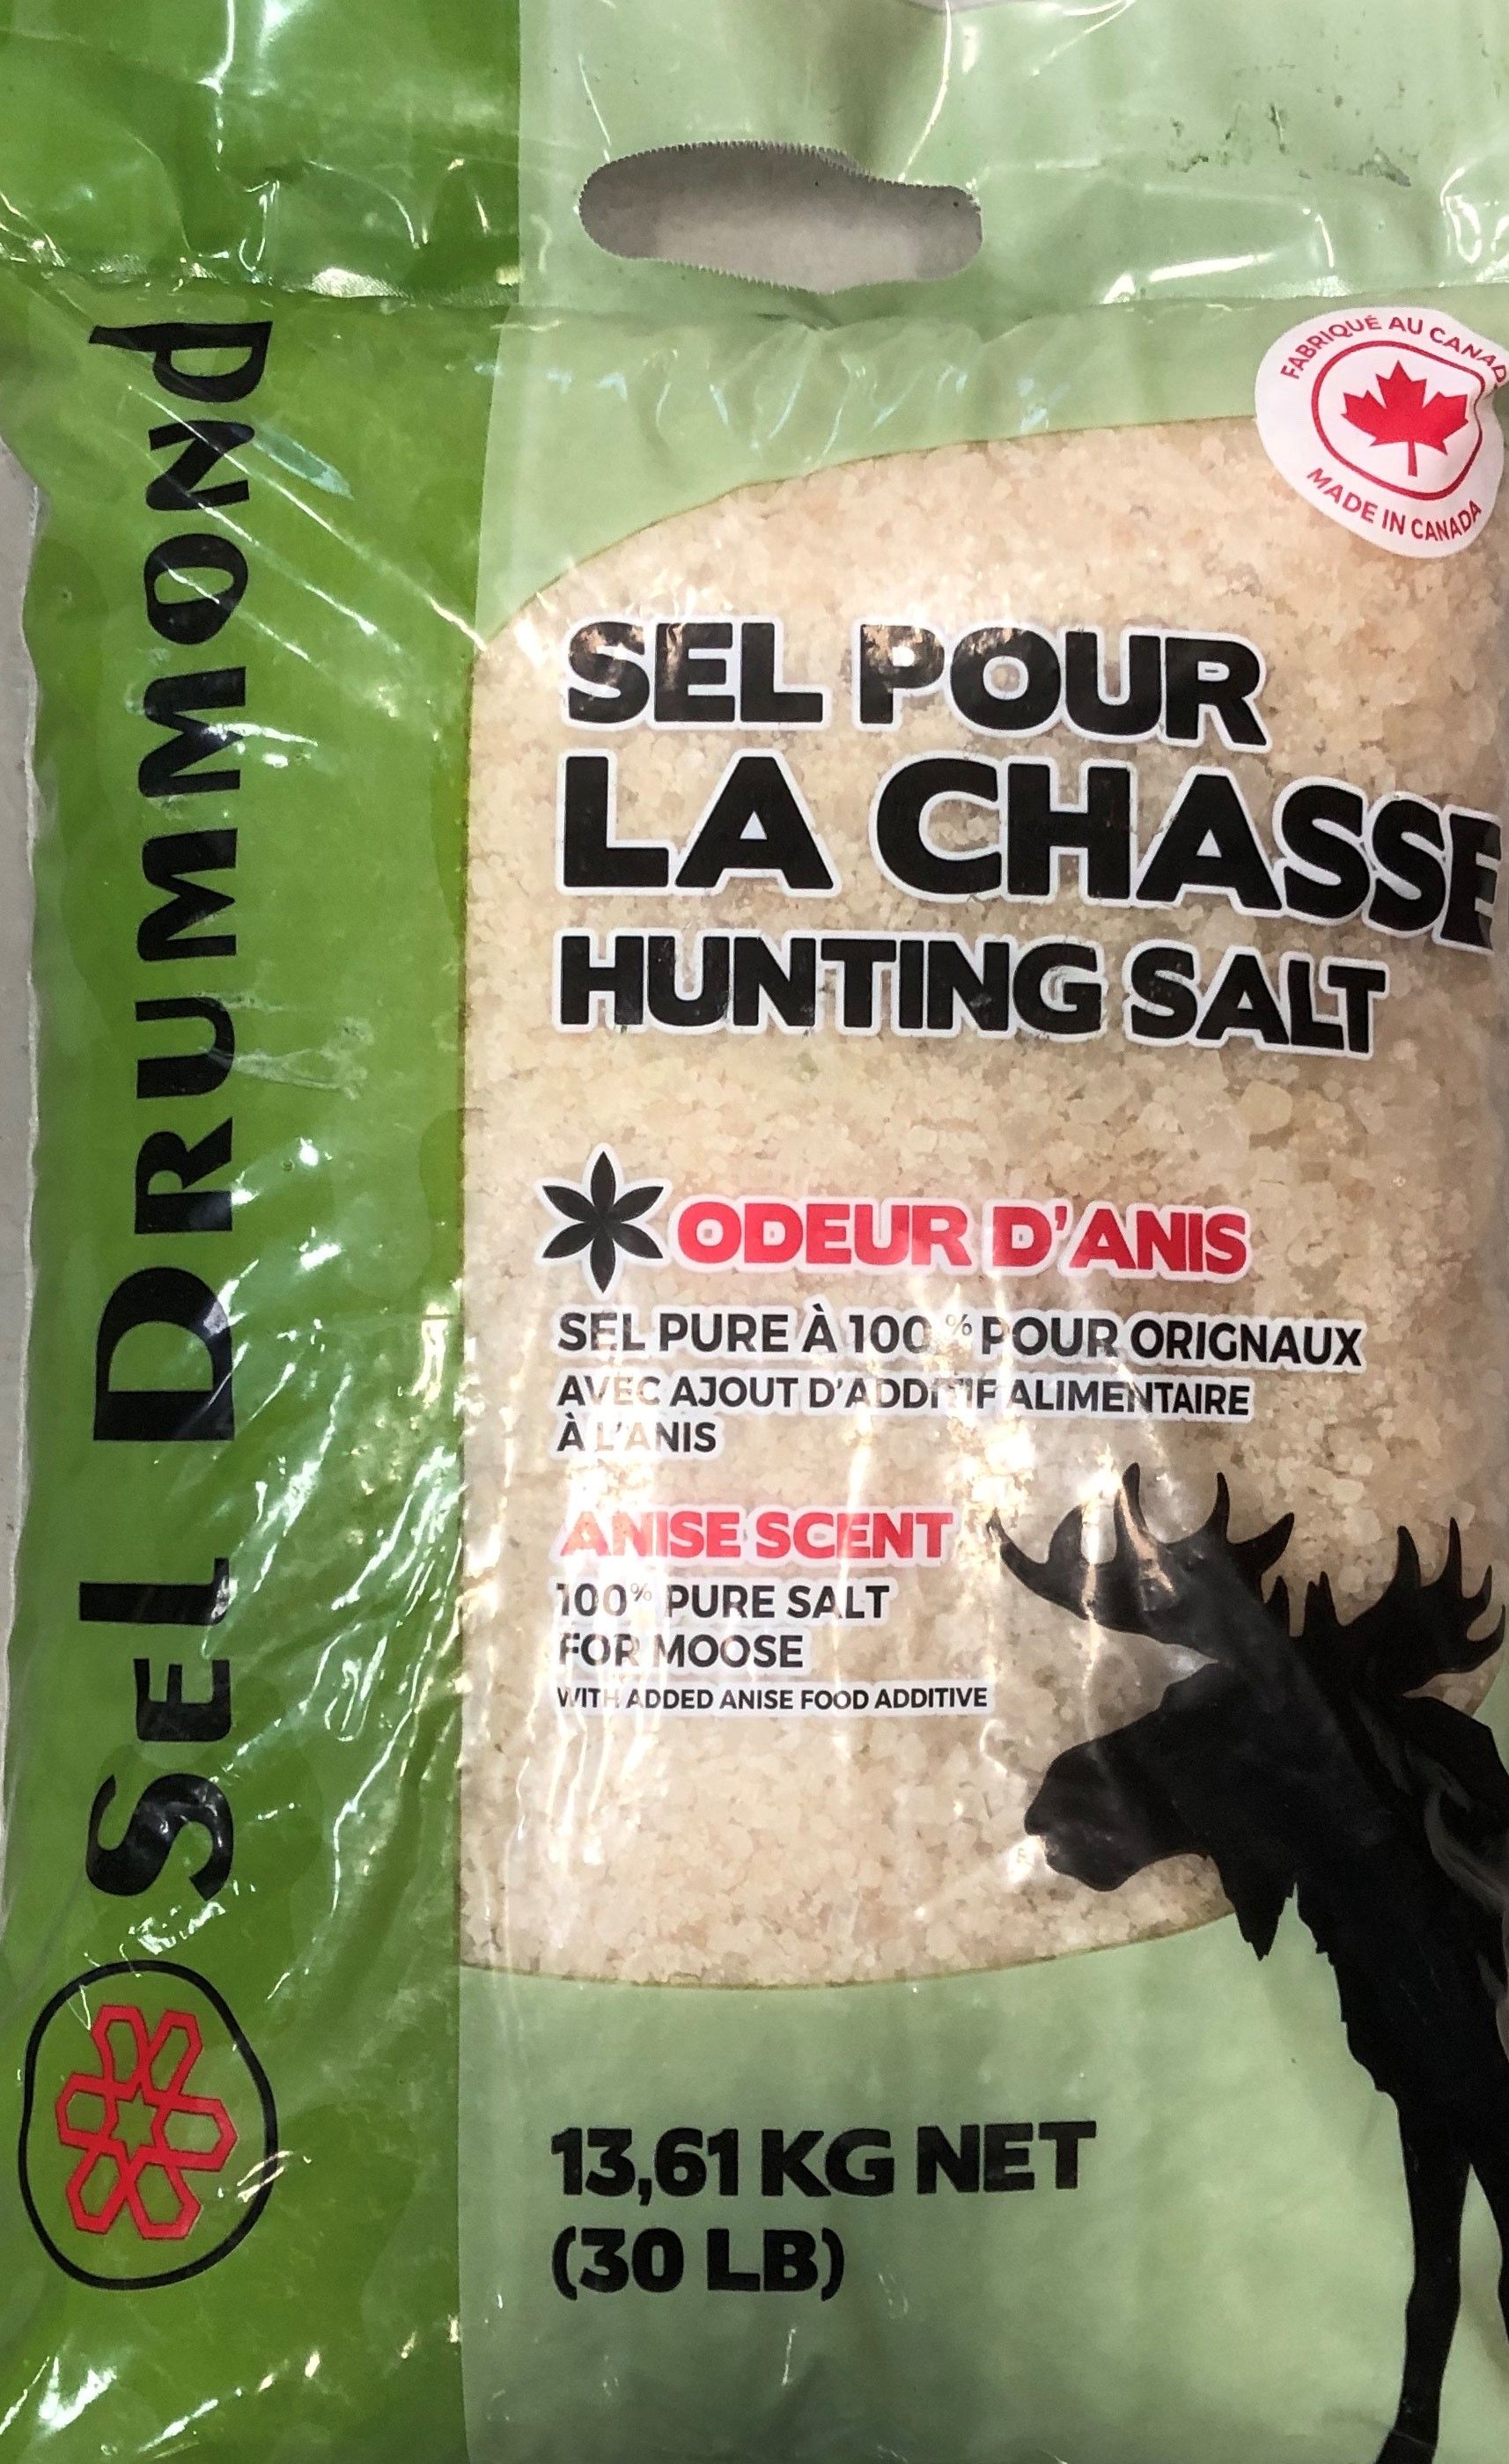 SEL DRUMMOND
FABRIQUÉ AU CANAD
MADE IN CANADA
SEL POUR
LA CHASSE
HUNTING SALT
ODEUR D'ANIS
SEL PURE À 100 % POUR ORIGNAUX
AVEC AJOUT D'ADDITIF ALIMENTAIRE
À L'ANIS
ANISE SCENT
100% PURE SALT
FOR MOOSE
WITH ADDED ANISE FOOD ADDITIVE
13,61 KG NET
(30 LB)